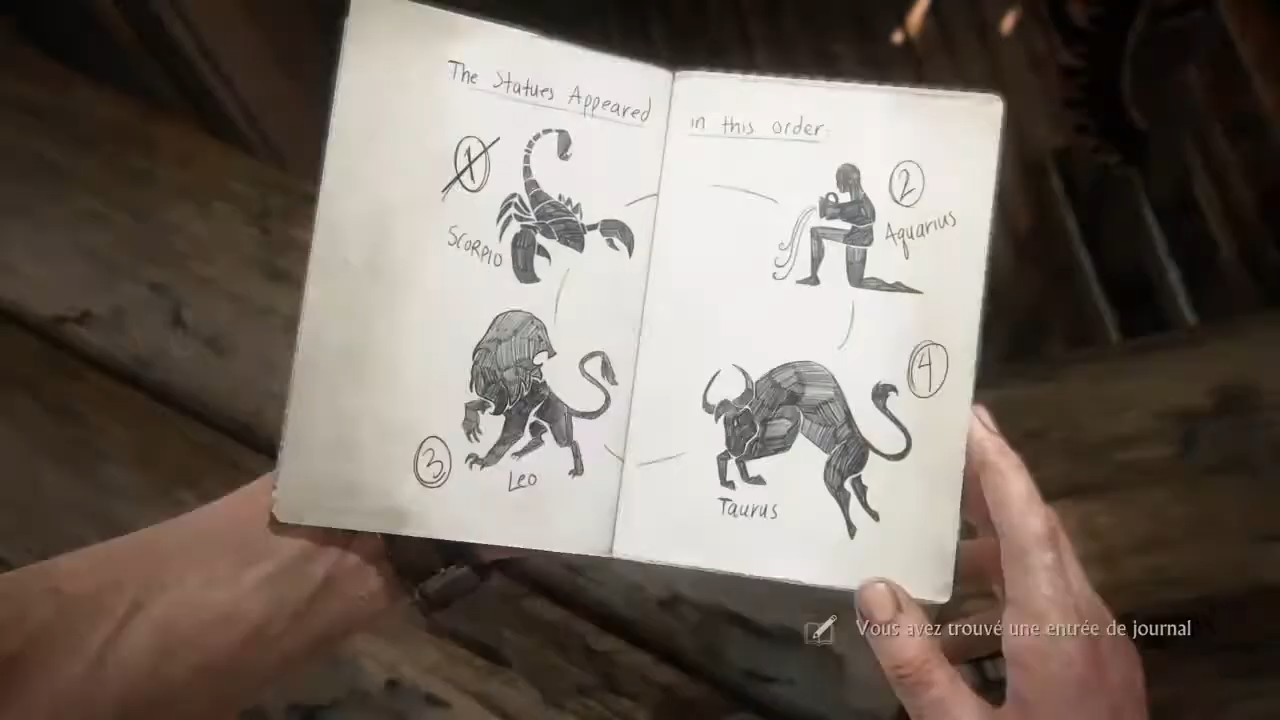 The Statues Appeared in this order:
1
SCORPIO
2
Aquarius
3
Leo
4
Taurus
Vous avez trouvé une entrée de journal